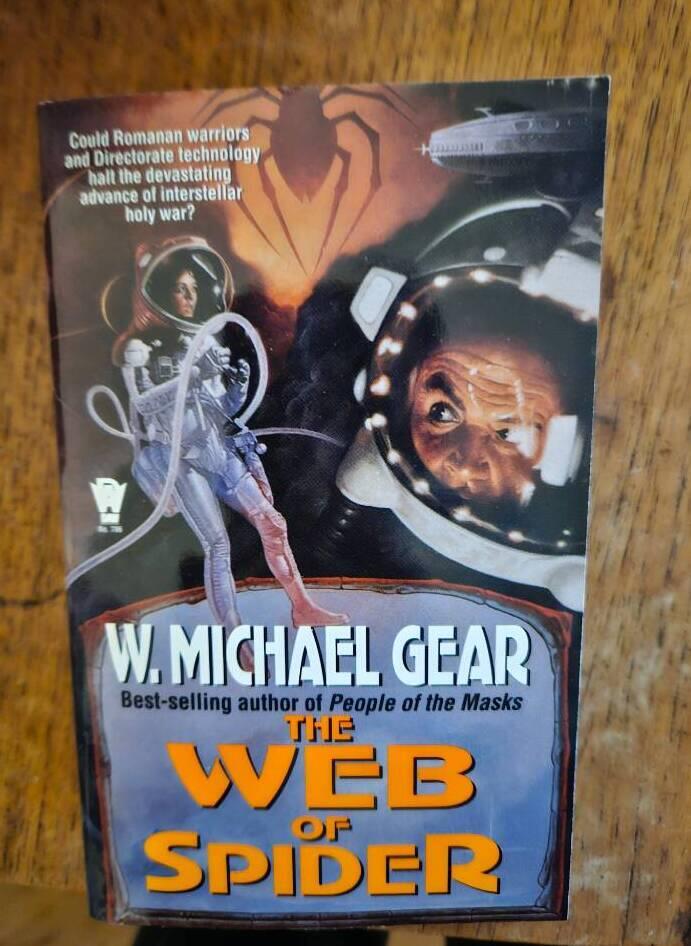 Could Romanan warriors
and Directorate technology
halt the devastating
advance of interstellar
holy war?
W. MICHAEL GEAR
Best-selling author of People of the Masks
THE
WEB
OF
SPIDER